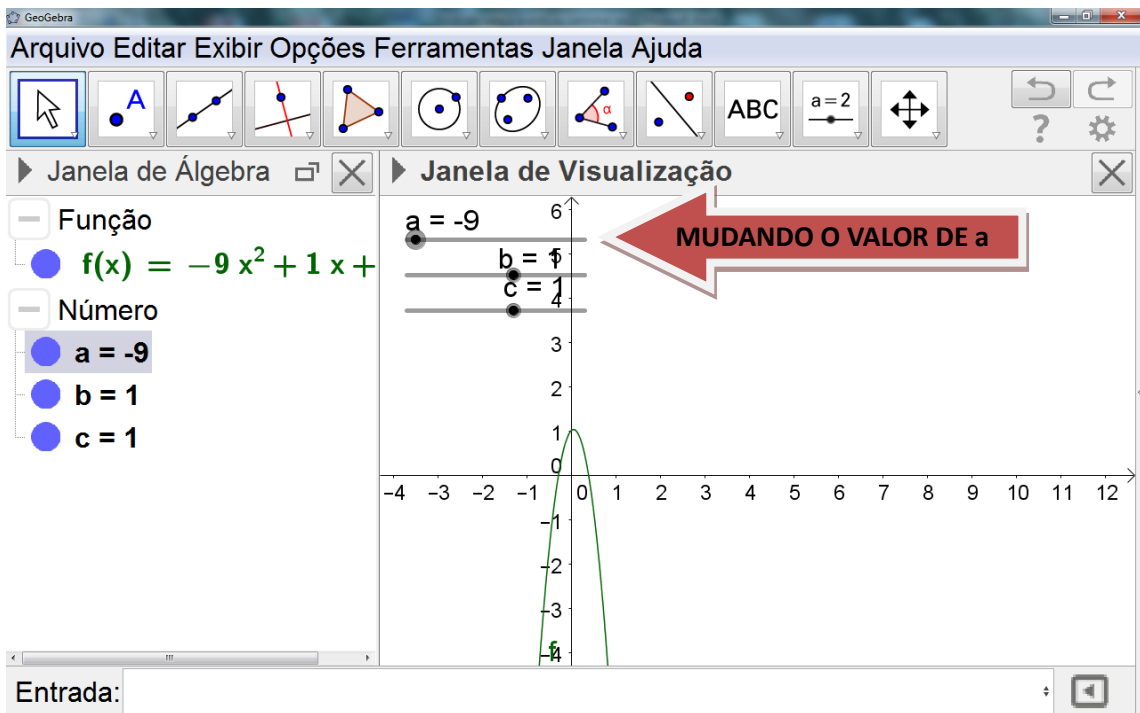 GeoGebra
Arquivo Editar Exibir Opções Ferramentas Janela Ajuda
A
α
ABC
a = 2
?
Janela de Álgebra
Janela de Visualização
Função
f(x) = −9 x² + 1 x +
Número
a = -9
b = 1
c = 1
a = -9
b = 1
c = 1
MUDANDO O VALOR DE a
6
5
4
3
2
1
0
−1
−2
−3
−4
−4 −3 −2 −1 0 1 2 3 4 5 6 7 8 9 10 11 12
f
Entrada: